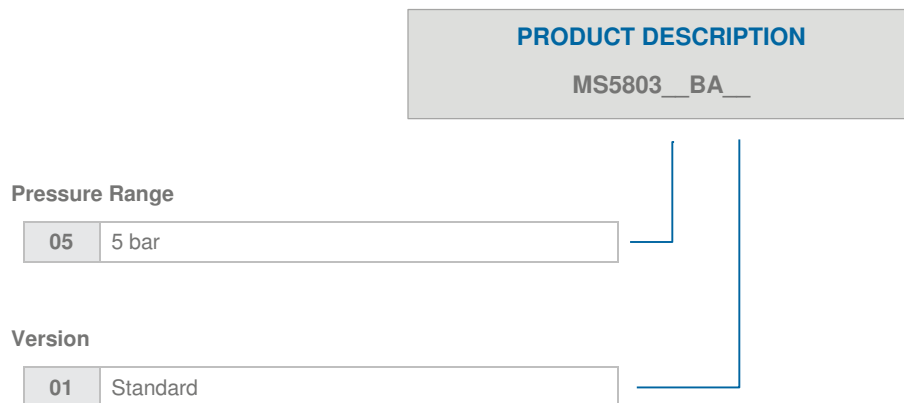 PRODUCT DESCRIPTION
MS5803__BA__
Pressure Range
05 5 bar
Version
01 Standard